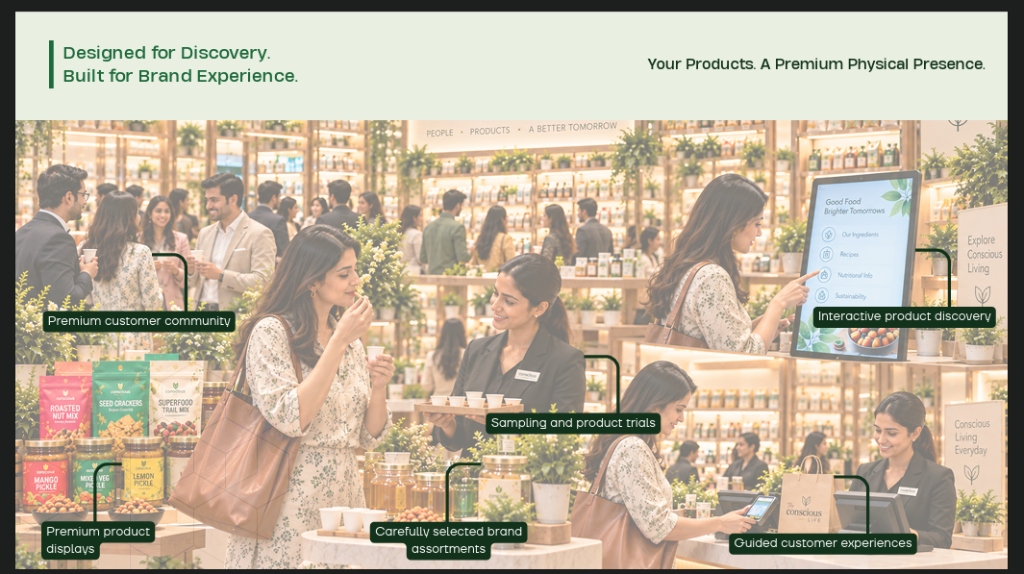 Designed for Discovery.
Built for Brand Experience.
Your Products. A Premium Physical Presence.
PEOPLE • PRODUCTS • A BETTER TOMORROW
Good Food
Brighter Tomorrows
Our Ingredients
Recipes
Nutritional Info
Sustainability
Explore
Conscious
Living
Premium customer community
Interactive product discovery
ROASTED
NUT MIX
SEED CRACKERS
SUPERFOOD
TRAIL MIX
Sampling and product trials
Conscious
Living
Everyday
MANGO
PICKLE
MIXED VEG
PICKLE
LEMON
PICKLE
The
conscious
LIFE
Premium product
displays
Carefully selected brand
assortments
Guided customer experiences